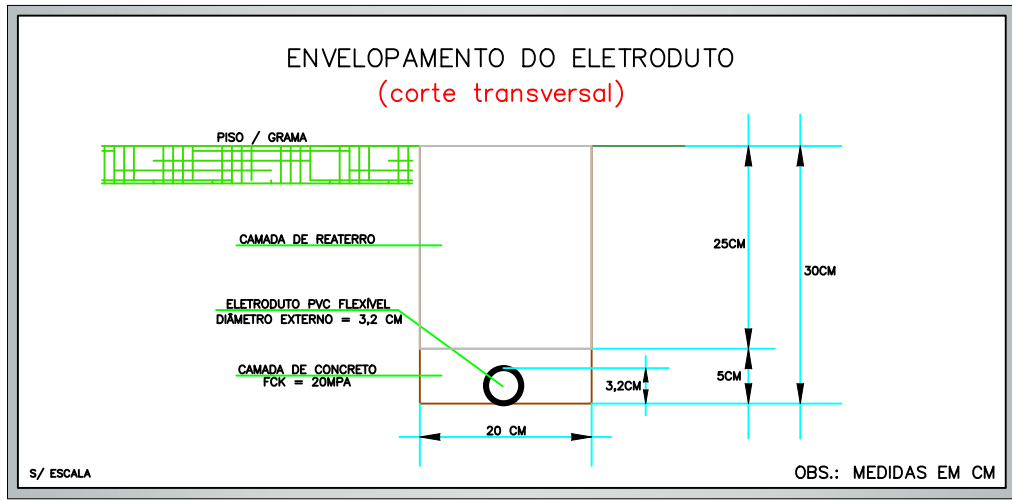 ENVELOPAMENTO DO ELETRODUTO
(corte transversal)
PISO / GRAMA
CAMADA DE REATERRO
25CM
30CM
ELETRODUTO PVC FLEXÍVEL
DIÂMETRO EXTERNO = 3,2 CM
CAMADA DE CONCRETO
FCK = 20MPA
3,2CM
5CM
20 CM
S/ ESCALA
OBS.: MEDIDAS EM CM